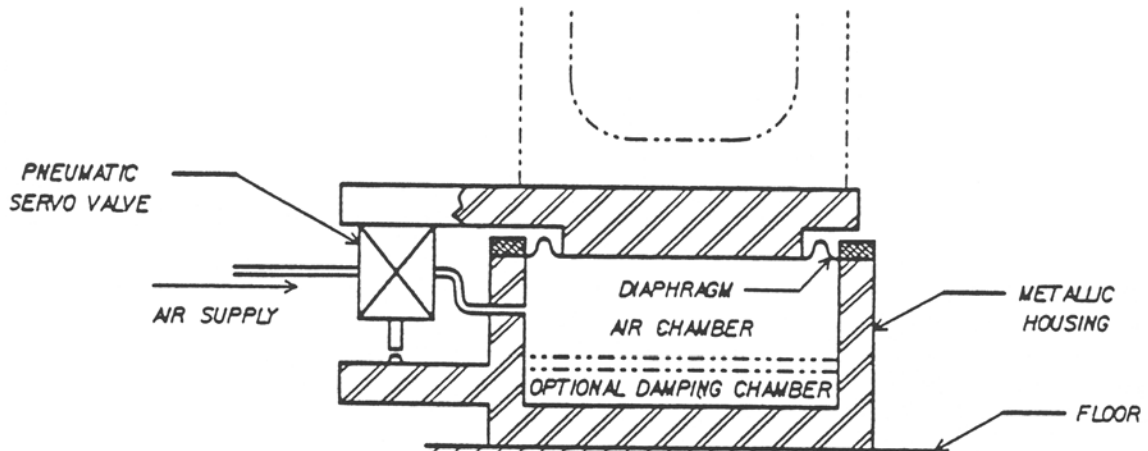 PNEUMATIC
SERVO VALVE
AIR SUPPLY
DIAPHRAGM
AIR CHAMBER
METALLIC
HOUSING
OPTIONAL DAMPING CHAMBER
FLOOR